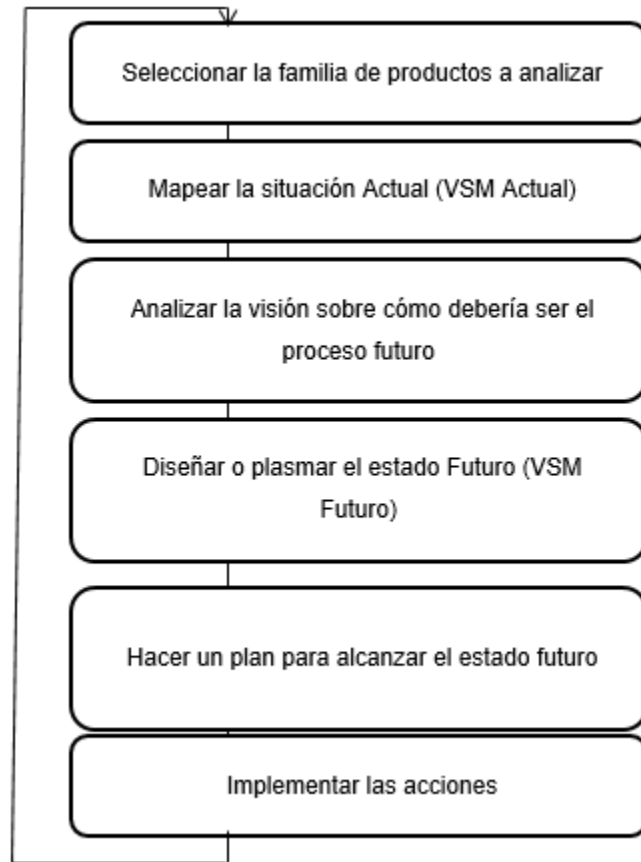 Seleccionar la familia de productos a analizar
Mapear la situación Actual (VSM Actual)
Analizar la visión sobre cómo debería ser el
proceso futuro
Diseñar o plasmar el estado Futuro (VSM
Futuro)
Hacer un plan para alcanzar el estado futuro
Implementar las acciones